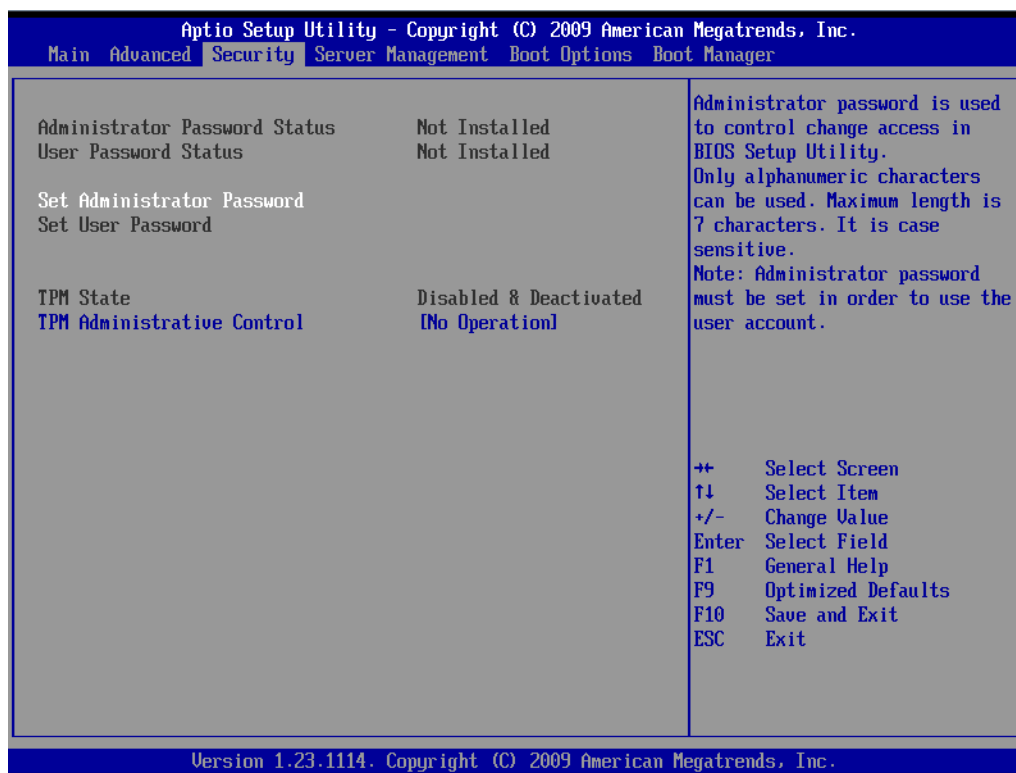 Aptio Setup Utility - Copyright (C) 2009 American Megatrends, Inc.
Main Advanced Security Server Management Boot Options Boot Manager
Administrator Password Status Not Installed
User Password Status Not Installed
Set Administrator Password
Set User Password
TPM State Disabled & Deactivated
TPM Administrative Control [No Operation]
Administrator password is used
to control change access in
BIOS Setup Utility.
Only alphanumeric characters
can be used. Maximum length is
7 characters. It is case
sensitive.
Note: Administrator password
must be set in order to use the
user account.
→← Select Screen
↑↓ Select Item
+/- Change Value
Enter Select Field
F1 General Help
F9 Optimized Defaults
F10 Save and Exit
ESC Exit
Version 1.23.1114. Copyright (C) 2009 American Megatrends, Inc.